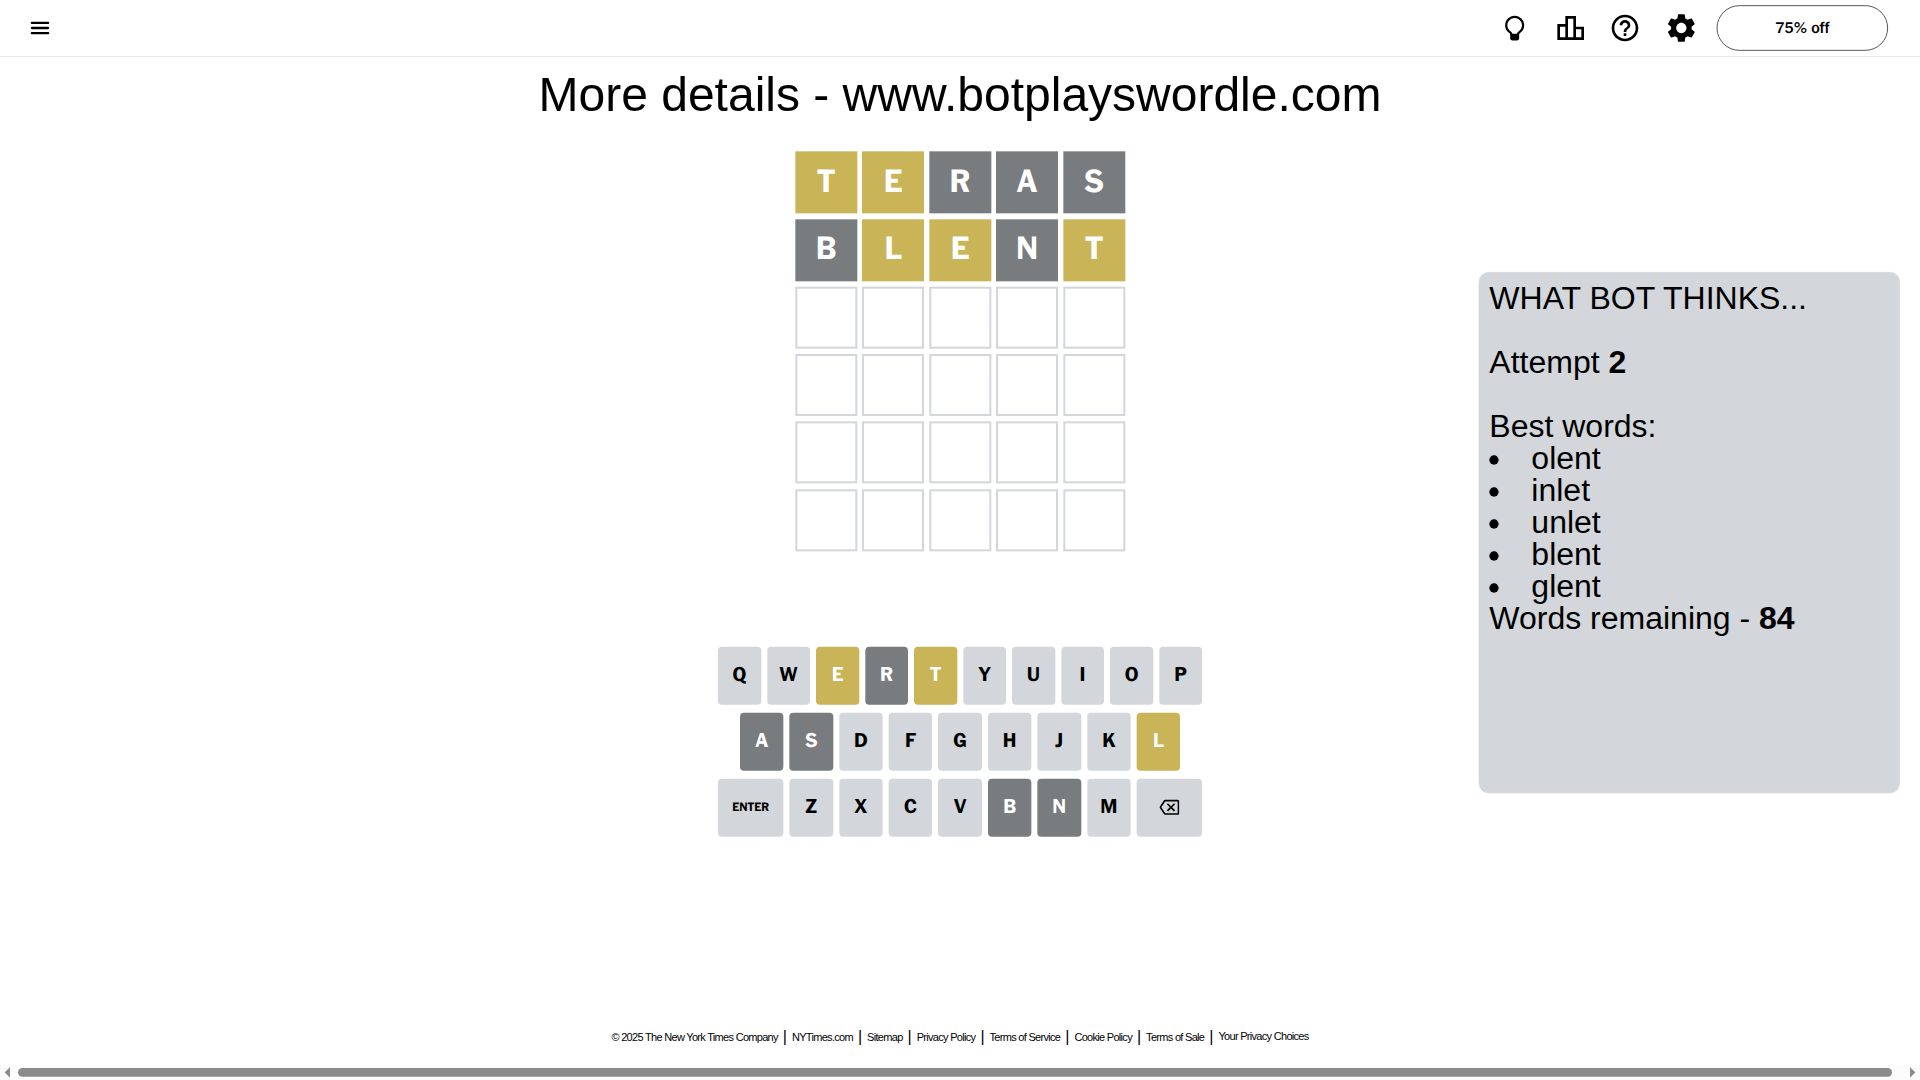 75% off
More details - www.botplayswordle.com
T E R A S
B L E N T
WHAT BOT THINKS...
Attempt 2
Best words:
• olent
• inlet
• unlet
• blent
• glent
Words remaining - 84
Q W E R T Y U I O P
A S D F G H J K L
ENTER Z X C V B N M
© 2025 The New York Times Company | NYTimes.com | Sitemap | Privacy Policy | Terms of Service | Cookie Policy | Terms of Sale | Your Privacy Choices